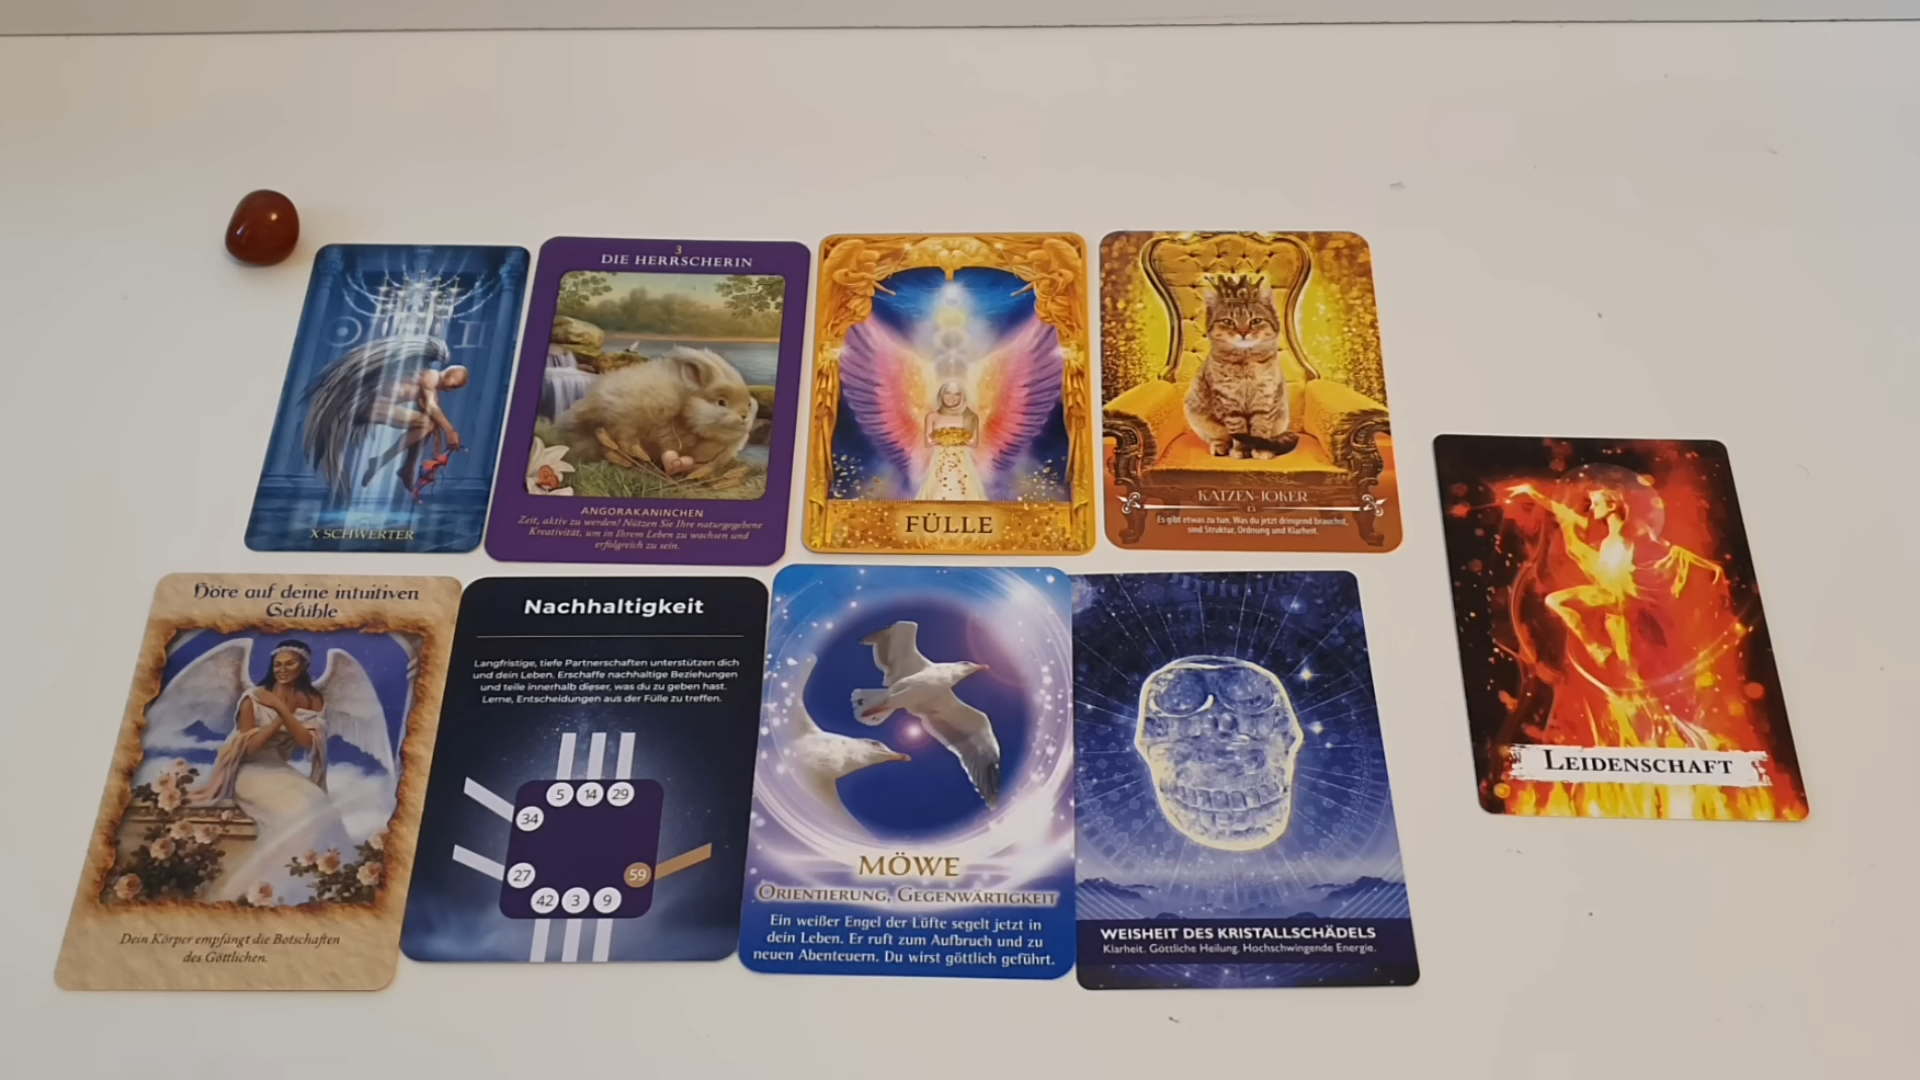 X SCHWERTER
3
DIE HERRSCHERIN
ANGORAKANINCHEN
Zeit, aktiv zu werden! Nützen Sie Ihre naturgegebene
Kreativität, um in Ihrem Leben zu wachsen und
erfolgreich zu sein.
FÜLLE
KATZEN-JOKER
Es gibt etwas zu tun. Was du jetzt dringend brauchst,
sind Struktur, Ordnung und Klarheit.
Höre auf deine intuitiven
Gefühle
Dein Körper empfängt die Botschaften
des Göttlichen.
Nachhaltigkeit
Langfristige, tiefe Partnerschaften unterstützen dich
und dein Leben. Erschaffe nachhaltige Beziehungen
und teile innerhalb dieser, was du zu geben hast.
Lerne, Entscheidungen aus der Fülle zu treffen.
5 14 29
34
27 59
42 3 9
MÖWE
ORIENTIERUNG, GEGENWÄRTIGKEIT
Ein weißer Engel der Lüfte segelt jetzt in
dein Leben. Er ruft zum Aufbruch und zu
neuen Abenteuern. Du wirst göttlich geführt.
WEISHEIT DES KRISTALLSCHÄDELS
Klarheit. Göttliche Heilung. Hochschwingende Energie.
LEIDENSCHAFT